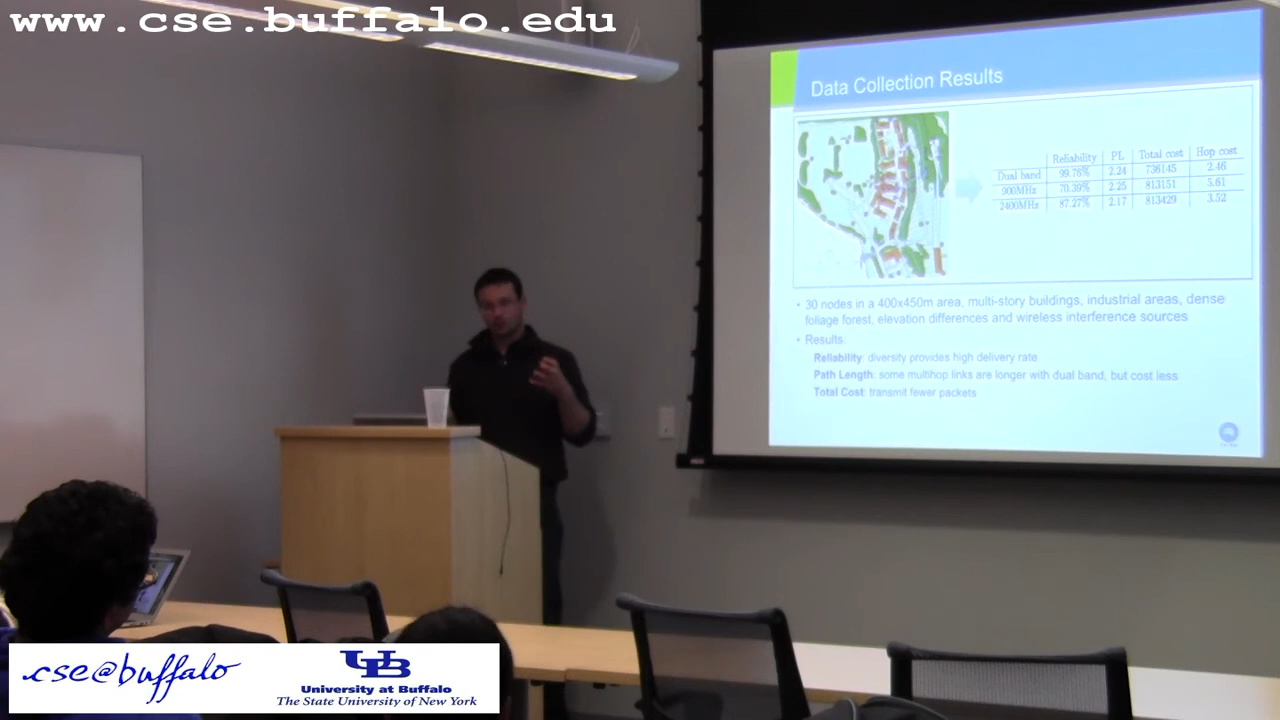 www.cse.buffalo.edu
Data Collection Results
Reliability PL Total cost Hop cost
Dual band 99.76% 2.24 736145 2.46
900MHz 70.39% 2.25 813151 5.61
2400MHz 87.27% 2.17 813429 3.52
• 30 nodes in a 400x450m area, multi-story buildings, industrial areas, dense
foliage forest, elevation differences and wireless interference sources
• Results:
Reliability: diversity provides high delivery rate
Path Length: some multihop links are longer with dual band, but cost less
Total Cost: transmit fewer packets
cse@buffalo
UB
University at Buffalo
The State University of New York